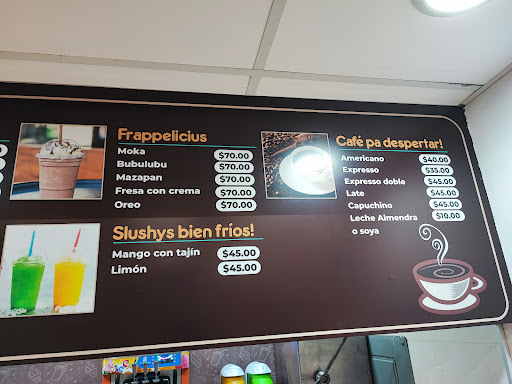 Frappelicius
Moka $70.00
Bubulubu $70.00
Mazapan $70.00
Fresa con crema $70.00
Oreo $70.00
Slushys bien fríos!
Mango con tajín $45.00
Limón $45.00
Café pa despertar!
Americano $40.00
Expresso $35.00
Expresso doble $45.00
Late $45.00
Capuchino $45.00
Leche Almendra $10.00
o soya